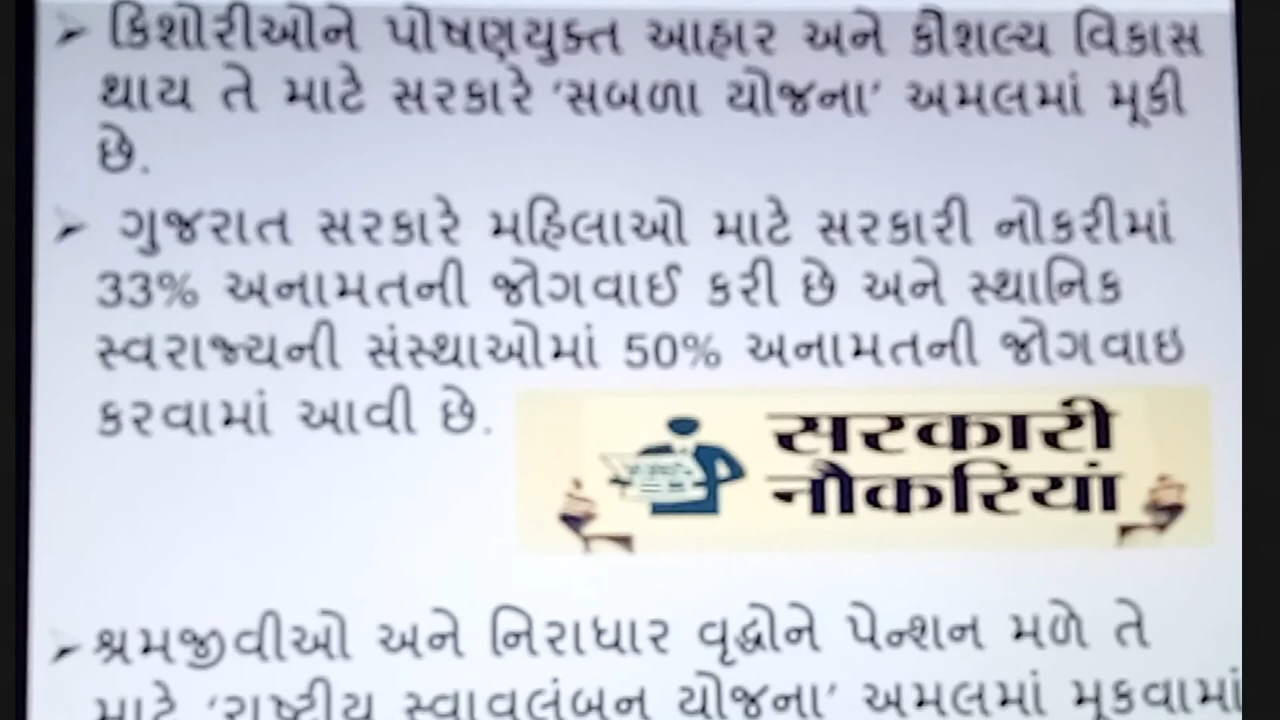 ➤ કિશોરીઓને પોષણયુક્ત આહાર અને કૌશલ્ય વિકાસ
થાય તે માટે સરકારે ‘સબળા યોજના’ અમલમાં મૂકી
છે.
➤ ગુજરાત સરકારે મહિલાઓ માટે સરકારી નોકરીમાં
33% અનામતની જોગવાઈ કરી છે અને સ્થાનિક
સ્વરાજ્યની સંસ્થાઓમાં 50% અનામતની જોગવાઇ
કરવામાં આવી છે.
सरकारी
नौकरियां
➤ શ્રમજીવીઓ અને નિરાધાર વૃદ્ધોને પેન્શન મળે તે
માટે ‘રાષ્ટ્રીય સ્વાવલંબન યોજના’ અમલમાં મૂકવામાં